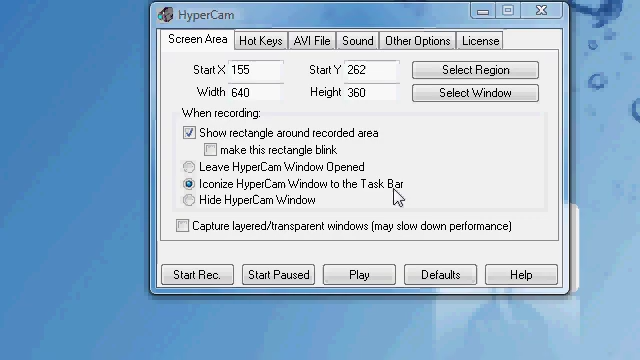 HyperCam
Screen Area Hot Keys AVI File Sound Other Options License
Start X 155 Start Y 262 Select Region
Width 640 Height 360 Select Window
When recording:
Show rectangle around recorded area
make this rectangle blink
Leave HyperCam Window Opened
Iconize HyperCam Window to the Task Bar
Hide HyperCam Window
Capture layered/transparent windows (may slow down performance)
Start Rec. Start Paused Play Defaults Help